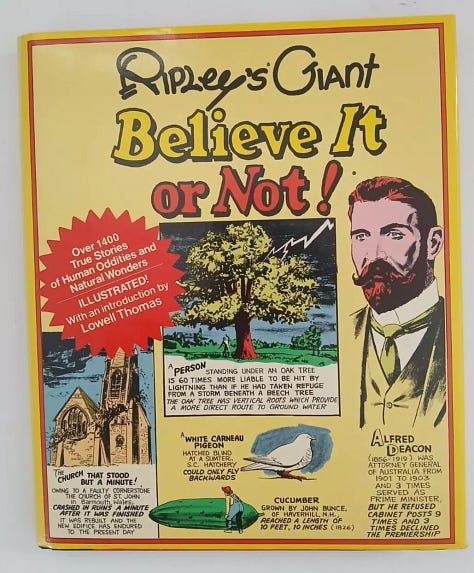 Ripley's Giant
Believe It
or Not!
Over 1400
True Stories
of Human Oddities and
Natural Wonders
ILLUSTRATED!
With an introduction by
Lowell Thomas
A PERSON STANDING UNDER AN OAK TREE
IS 60 TIMES MORE LIABLE TO BE HIT BY
LIGHTNING THAN IF HE HAD TAKEN REFUGE
FROM A STORM BENEATH A BEECH TREE
THE OAK TREE HAS VERTICAL ROOTS WHICH PROVIDE
A MORE DIRECT ROUTE TO GROUND WATER
THE CHURCH THAT STOOD
BUT A MINUTE!
OWING TO A FAULTY CORNERSTONE
THE CHURCH OF ST. JOHN
in Barmouth, Wales,
CRASHED IN RUINS A MINUTE
AFTER IT WAS FINISHED
IT WAS REBUILT AND THE
NEW EDIFICE HAS ENDURED
TO THE PRESENT DAY
A WHITE CARNEAU
PIGEON
HATCHED BLIND
AT A SUMTER,
S.C. HATCHERY
COULD ONLY FLY
BACKWARDS
CUCUMBER
GROWN BY JOHN BUNCE,
OF HAVERHILL, N.H.,
REACHED A LENGTH OF
10 FEET, 10 INCHES (1826)
ALFRED
DEACON
(1856-1919) WAS
ATTORNEY GENERAL
OF AUSTRALIA FROM
1901 TO 1903
AND 3 TIMES
SERVED AS
PRIME MINISTER,
BUT HE REFUSED
CABINET POSTS 9
TIMES AND 3
TIMES DECLINED
THE PREMIERSHIP